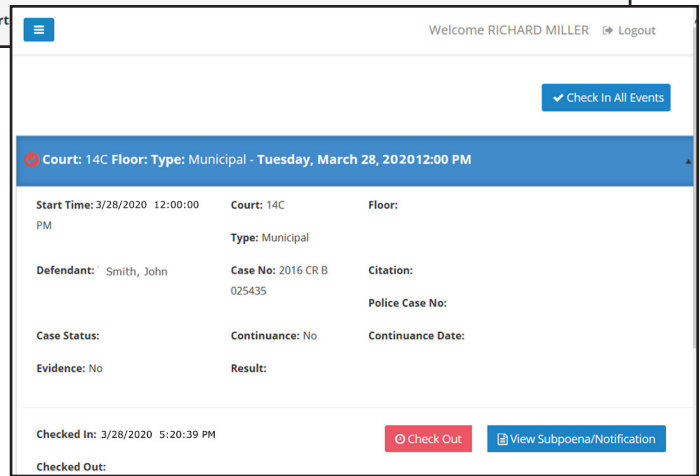 rt
Welcome RICHARD MILLER Logout
Check In All Events
Court: 14C Floor: Type: Municipal - Tuesday, March 28, 202012:00 PM
Start Time: 3/28/2020 12:00:00 PM
Court: 14C
Floor:
Type: Municipal
Defendant: Smith, John
Case No: 2016 CR B 025435
Citation:
Police Case No:
Case Status:
Continuance: No
Continuance Date:
Evidence: No
Result:
Checked In: 3/28/2020 5:20:39 PM
Check Out
View Subpoena/Notification
Checked Out: